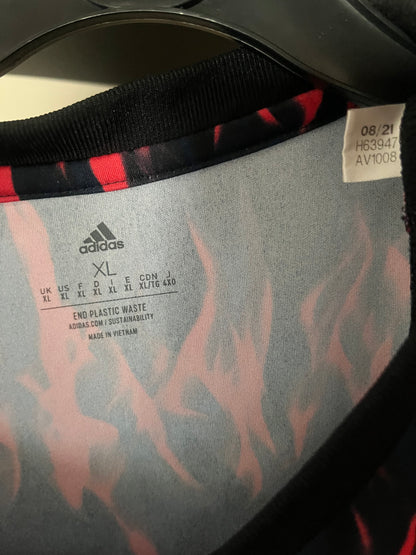 08/21
H63947
AV1008
adidas
XL
UK US F D I E CDN J
XL XL XL XL XL XL XL/TG 4XO
END PLASTIC WASTE
ADIDAS.COM / SUSTAINABILITY
MADE IN VIETNAM